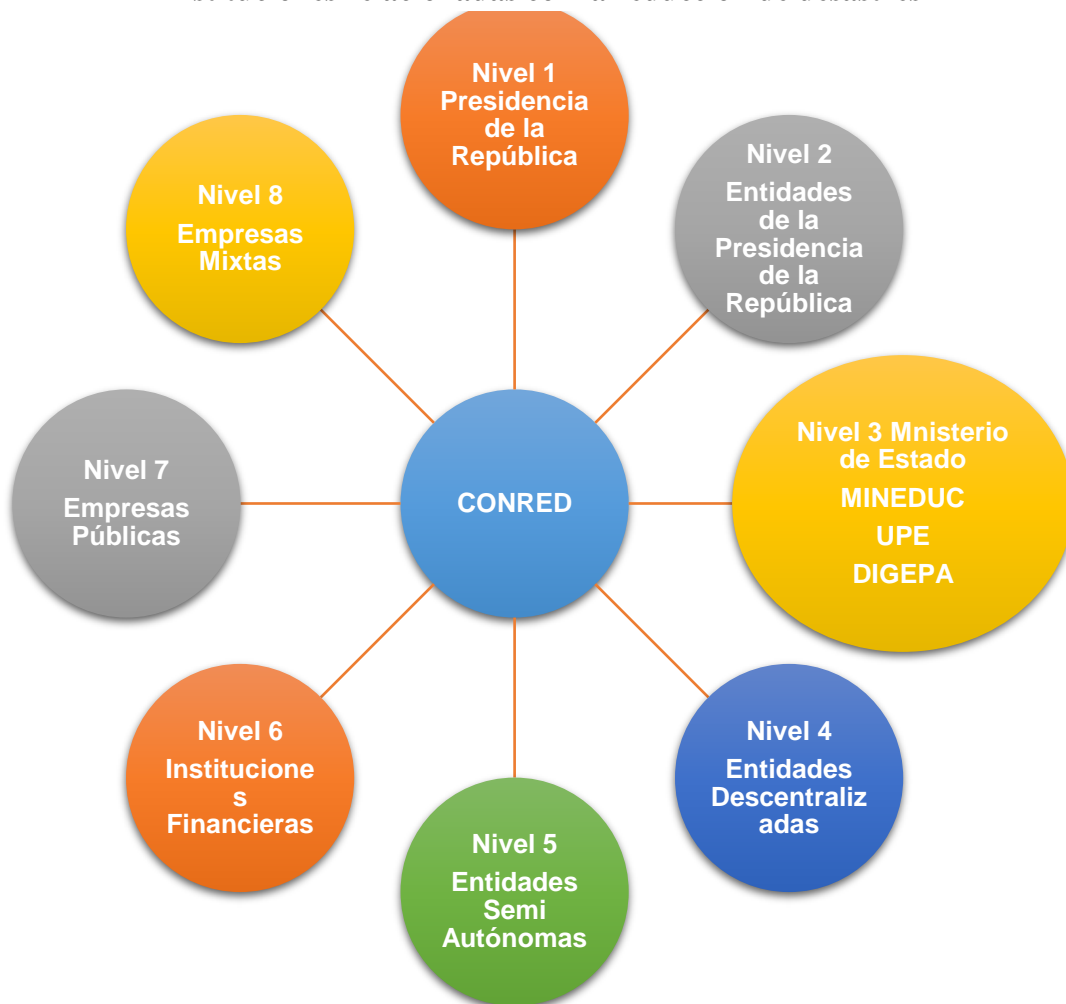 Nivel 1
Presidencia
de la
República
Nivel 2
Entidades
de la
Presidencia
de la
República
Nivel 3 Mnisterio
de Estado
MINEDUC
UPE
DIGEPA
Nivel 4
Entidades
Descentraliz
adas
Nivel 5
Entidades
Semi
Autónomas
Nivel 6
Institucione
s
Financieras
Nivel 7
Empresas
Públicas
Nivel 8
Empresas
Mixtas
CONRED